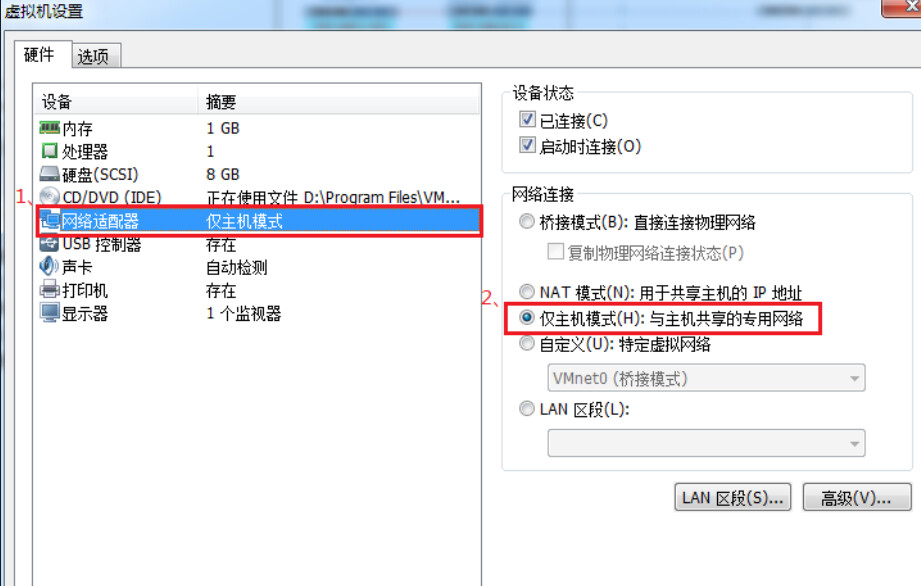 虚拟机设置
硬件 选项
设备 摘要
内存 1 GB
处理器 1
硬盘(SCSI) 8 GB
1、 CD/DVD (IDE) 正在使用文件 D:\Program Files\VM...
网络适配器 仅主机模式
USB 控制器 存在
声卡 自动检测
打印机 存在
显示器 1 个监视器
设备状态
已连接(C)
启动时连接(O)
网络连接
桥接模式(B): 直接连接物理网络
复制物理网络连接状态(P)
NAT 模式(N): 用于共享主机的 IP 地址
2、
仅主机模式(H): 与主机共享的专用网络
自定义(U): 特定虚拟网络
VMnet0 (桥接模式)
LAN 区段(L):
LAN 区段(S)... 高级(V)...